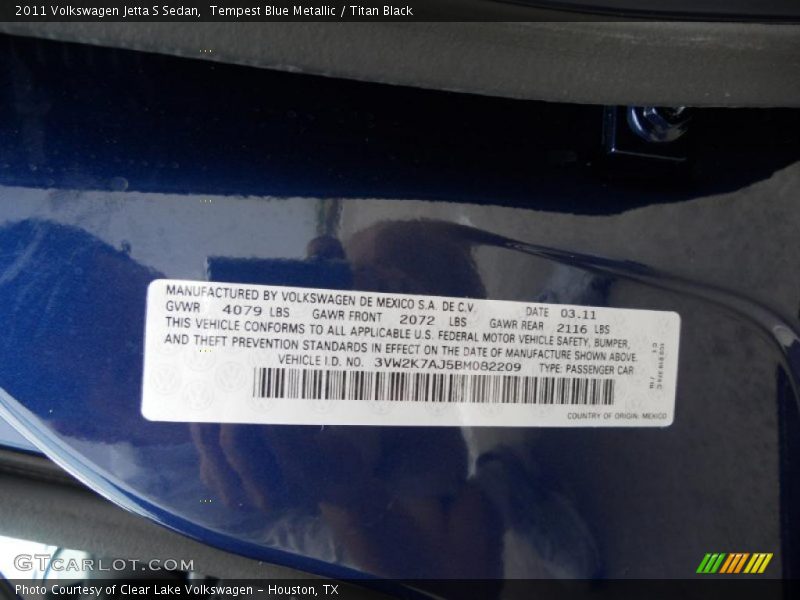 2011 Volkswagen Jetta S Sedan,  Tempest Blue Metallic / Titan Black
MANUFACTURED BY VOLKSWAGEN DE MEXICO S.A. DE C.V. DATE 03.11
GVWR 4079 LBS GAWR FRONT 2072 LBS GAWR REAR 2116 LBS
THIS VEHICLE CONFORMS TO ALL APPLICABLE U.S. FEDERAL MOTOR VEHICLE SAFETY, BUMPER,
AND THEFT PREVENTION STANDARDS IN EFFECT ON THE DATE OF MANUFACTURE SHOWN ABOVE.
VEHICLE I.D. NO. 3VW2K7AJ5BM082209 TYPE: PASSENGER CAR
COUNTRY OF ORIGIN: MEXICO
GTCARLOT.COM
Photo Courtesy of Clear Lake Volkswagen - Houston, TX